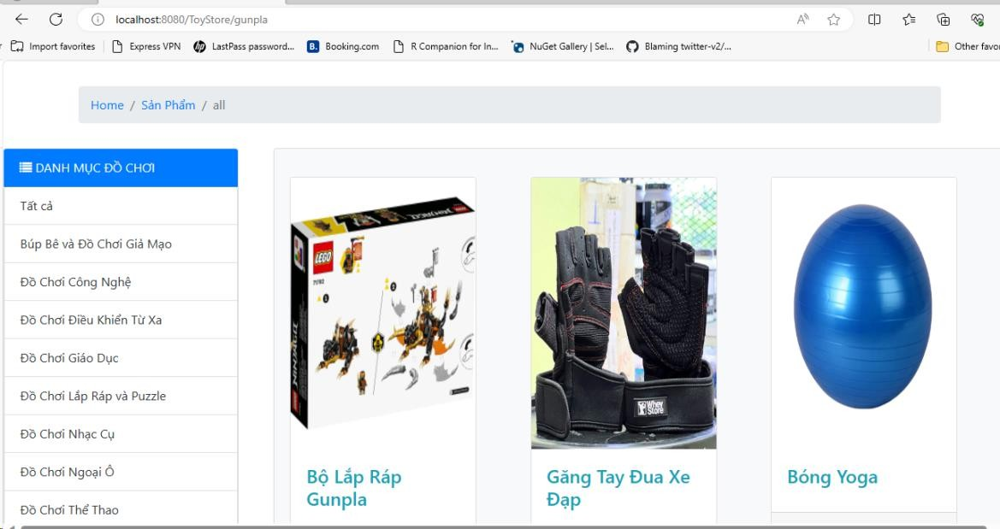 localhost:8080/ToyStore/gunpla
Import favorites
Express VPN
LastPass password...
Booking.com
R Companion for In...
NuGet Gallery | Sel...
Blaming twitter-v2/...
Other favo
Home / Sản Phẩm / all
DANH MỤC ĐỒ CHƠI
Tất cả
Búp Bê và Đồ Chơi Giả Mạo
Đồ Chơi Công Nghệ
Đồ Chơi Điều Khiển Từ Xa
Đồ Chơi Giáo Dục
Đồ Chơi Lắp Ráp và Puzzle
Đồ Chơi Nhạc Cụ
Đồ Chơi Ngoại Ô
Đồ Chơi Thể Thao
NINJAGO
LEGO
71782
NINJAGO
Whey
Store
Bộ Lắp Ráp
Gunpla
Găng Tay Đua Xe
Đạp
Bóng Yoga